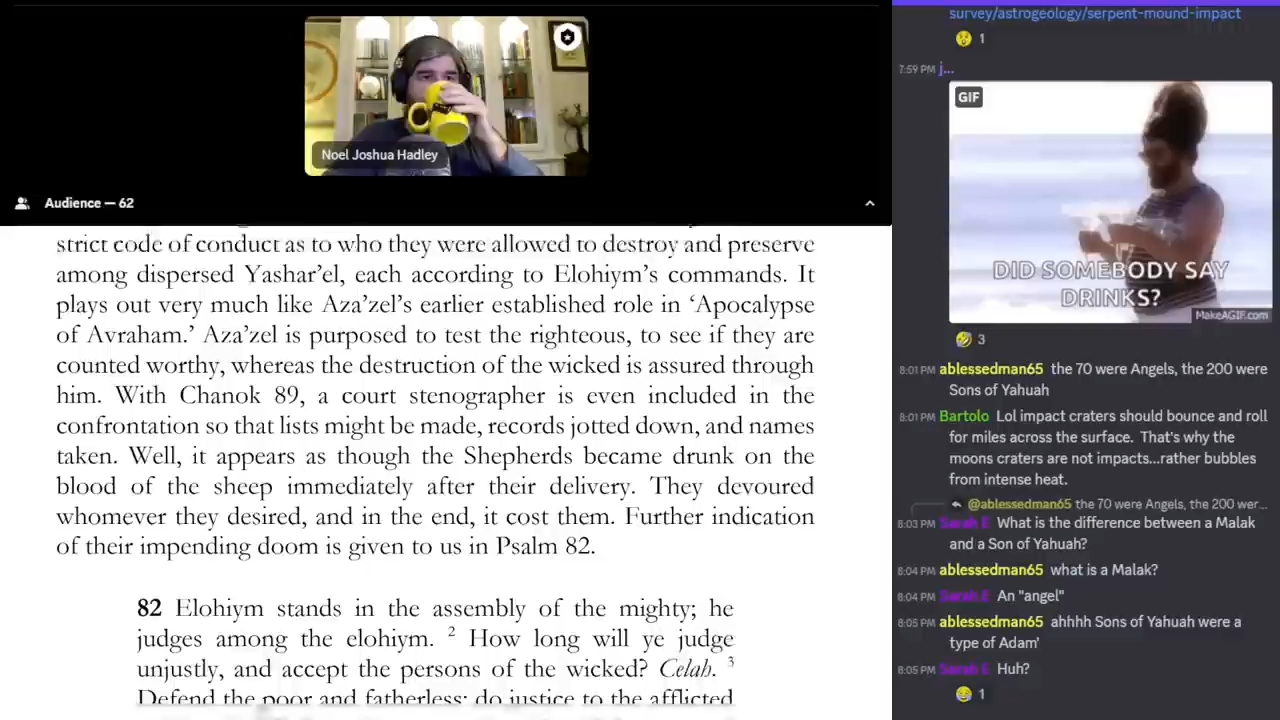 Noel Joshua Hadley
Audience — 62
strict code of conduct as to who they were allowed to destroy and preserve
among dispersed Yashar’el, each according to Elohiym’s commands. It
plays out very much like Aza’zel’s earlier established role in ‘Apocalypse
of Avraham.’ Aza’zel is purposed to test the righteous, to see if they are
counted worthy, whereas the destruction of the wicked is assured through
him. With Chanok 89, a court stenographer is even included in the
confrontation so that lists might be made, records jotted down, and names
taken. Well, it appears as though the Shepherds became drunk on the
blood of the sheep immediately after their delivery. They devoured
whomever they desired, and in the end, it cost them. Further indication
of their impending doom is given to us in Psalm 82.
82 Elohiym stands in the assembly of the mighty; he
judges among the elohiym. 2 How long will ye judge
unjustly, and accept the persons of the wicked? Celah. 3
Defend the poor and fatherless: do justice to the afflicted
survey/astrogeology/serpent-mound-impact
1
7:59 PM j...
GIF
DID SOMEBODY SAY
DRINKS?
MakeAGIF.com
3
8:01 PM ablessedman65 the 70 were Angels, the 200 were
Sons of Yahuah
8:01 PM Bartolo Lol impact craters should bounce and roll
for miles across the surface. That's why the
moons craters are not impacts...rather bubbles
from intense heat.
@ablessedman65 the 70 were Angels, the 200 wer...
8:03 PM Sarah E What is the difference between a Malak
and a Son of Yahuah?
8:04 PM ablessedman65 what is a Malak?
8:04 PM Sarah E An "angel"
8:05 PM ablessedman65 ahhhh Sons of Yahuah were a
type of Adam'
8:05 PM Sarah E Huh?
1